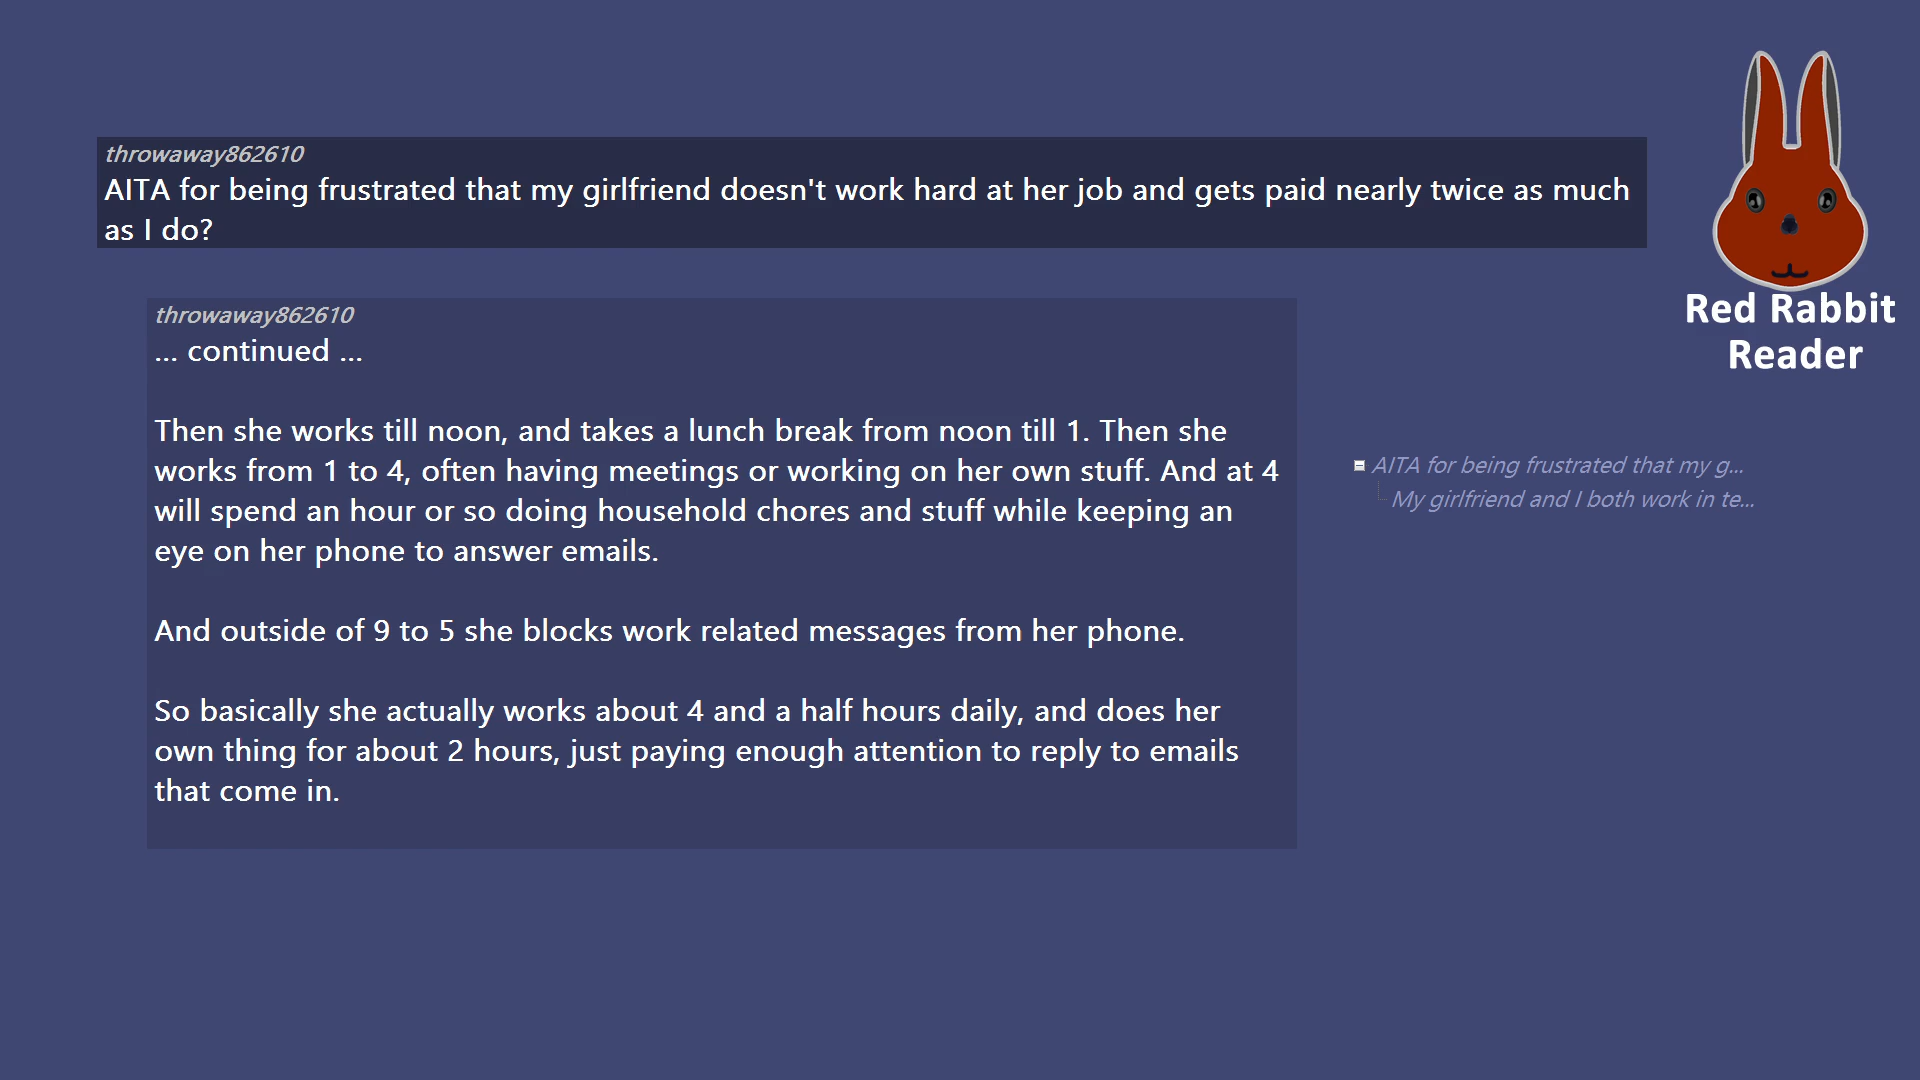 throwaway862610
AITA for being frustrated that my girlfriend doesn't work hard at her job and gets paid nearly twice as much
as I do?
throwaway862610
... continued ...
Then she works till noon, and takes a lunch break from noon till 1. Then she
works from 1 to 4, often having meetings or working on her own stuff. And at 4
will spend an hour or so doing household chores and stuff while keeping an
eye on her phone to answer emails.
And outside of 9 to 5 she blocks work related messages from her phone.
So basically she actually works about 4 and a half hours daily, and does her
own thing for about 2 hours, just paying enough attention to reply to emails
that come in.
Red Rabbit
Reader
AITA for being frustrated that my g...
My girlfriend and I both work in te...